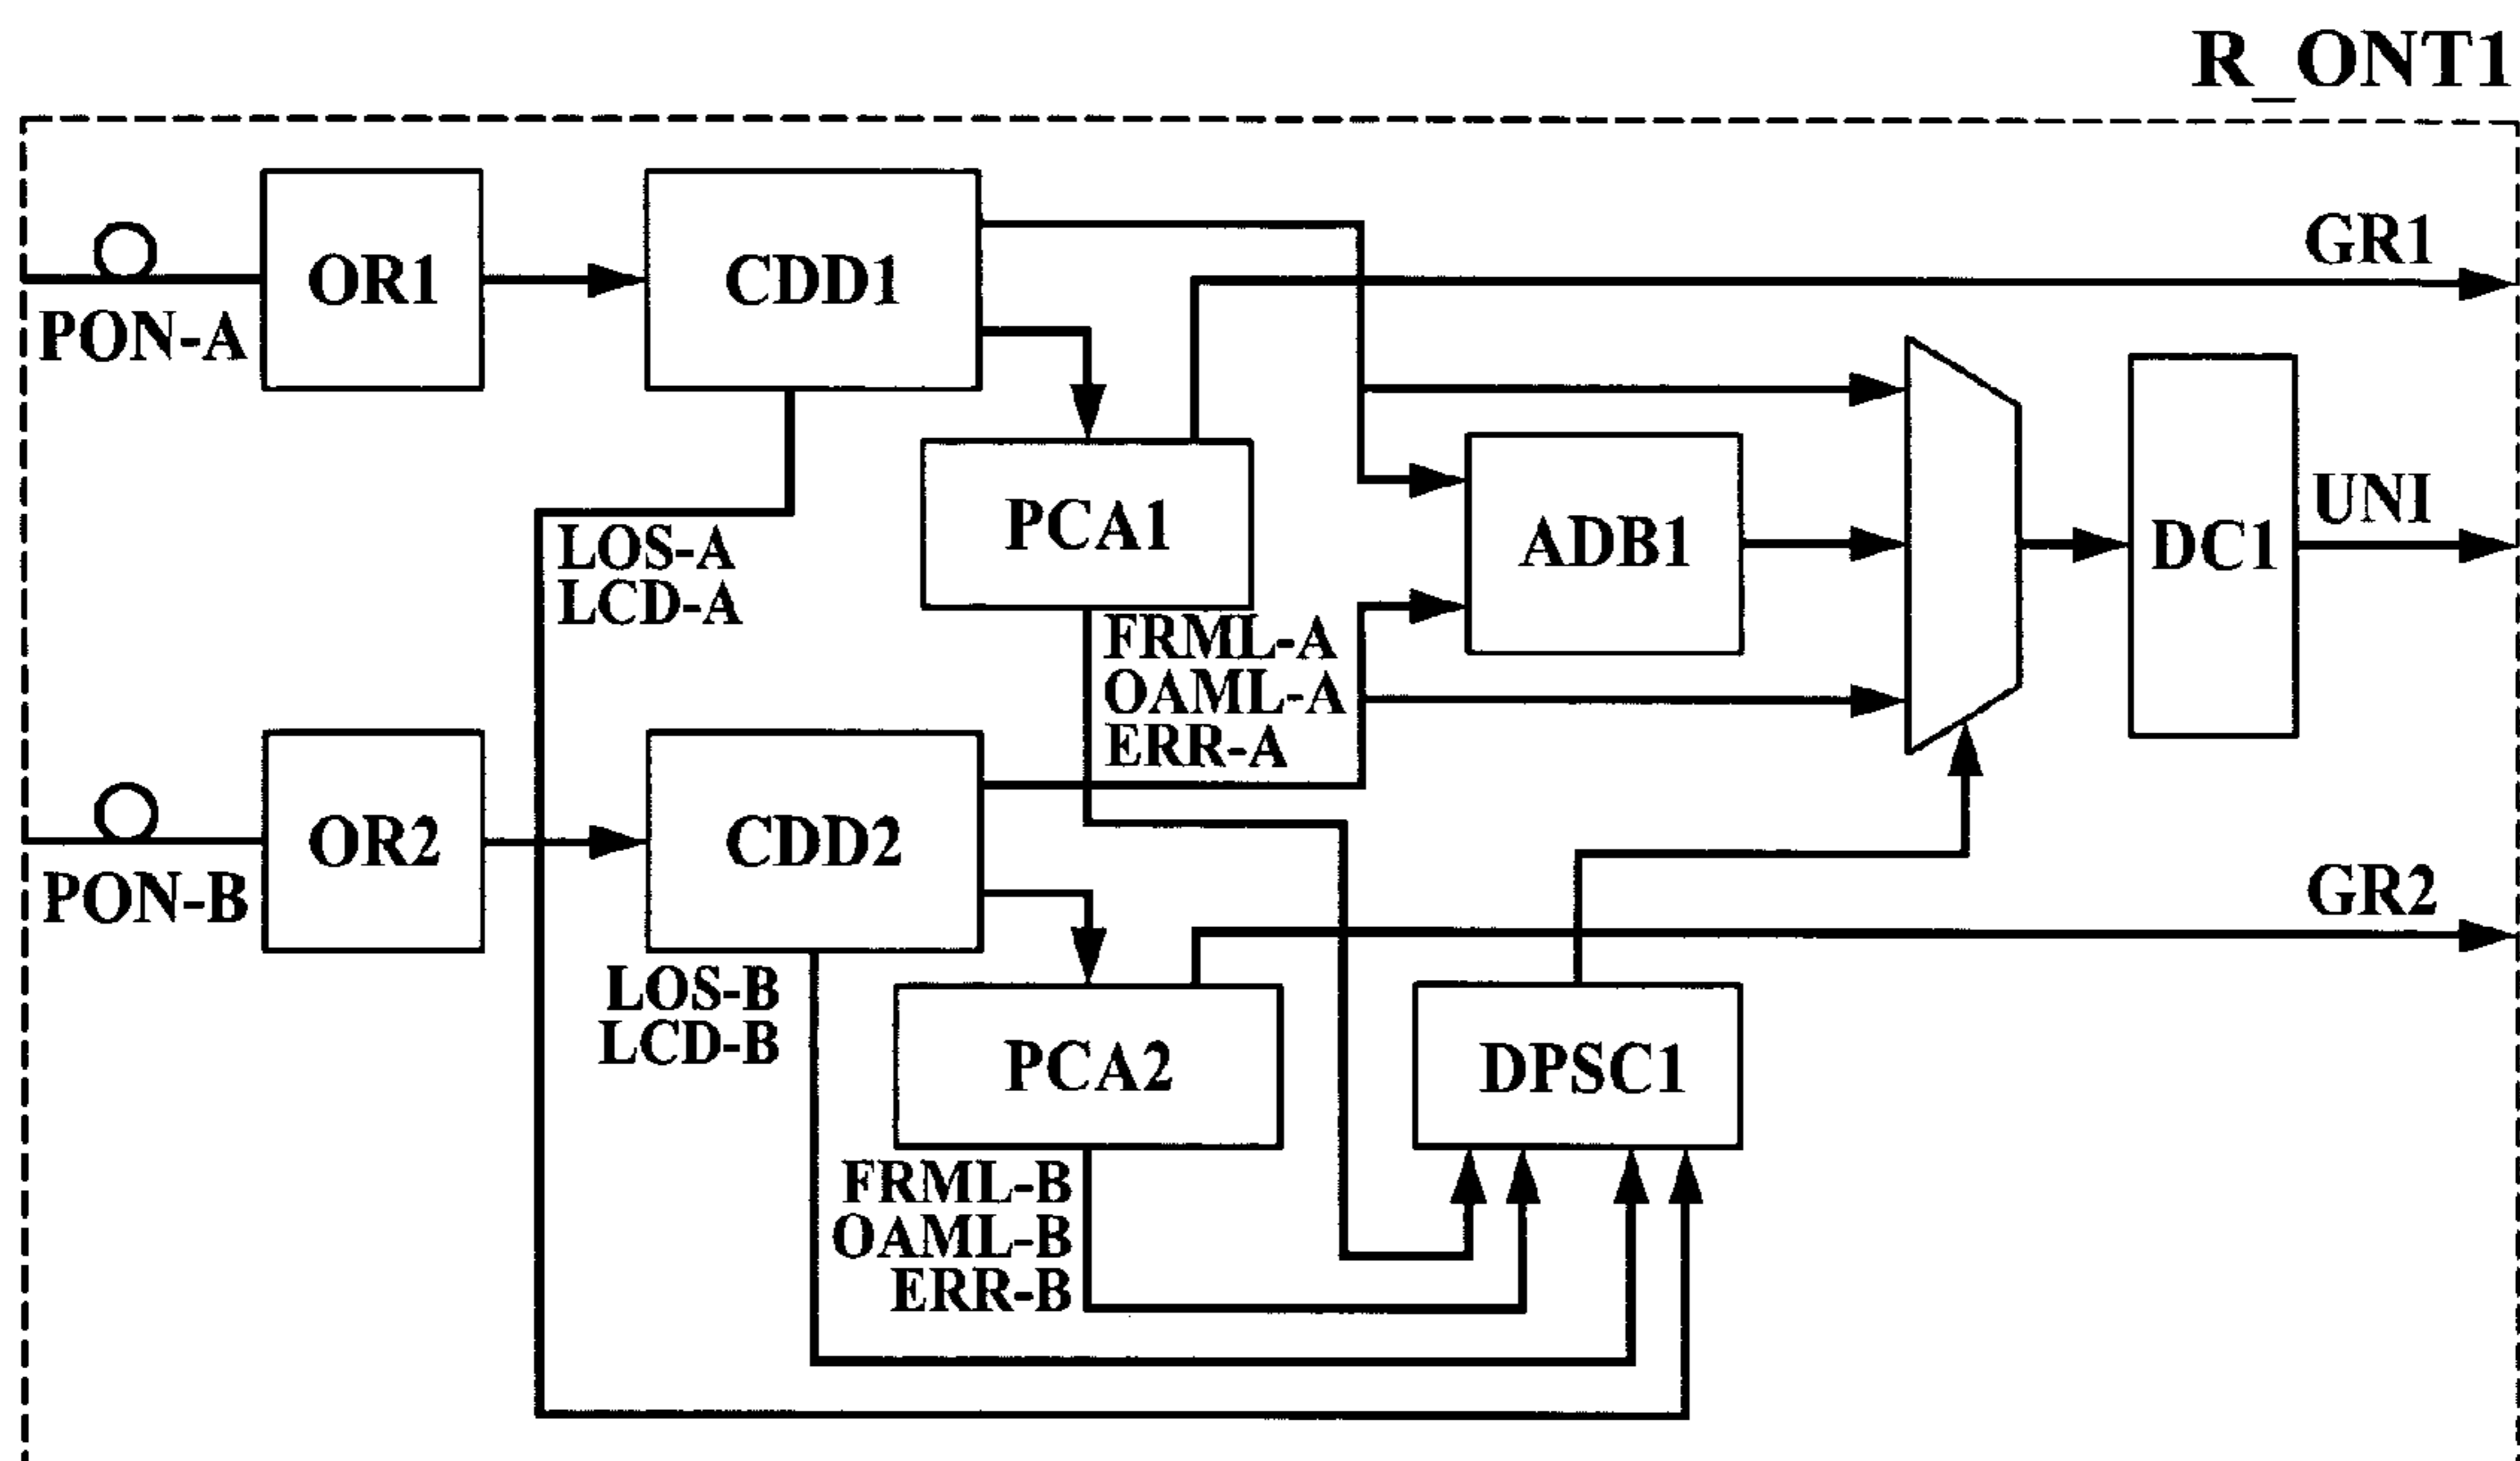 R_ONT1
OR1
CDD1
GR1
PON-A
PCA1
ADB1
DC1
UNI
LOS-A
LCD-A
FRML-A
OAML-A
ERR-A
OR2
CDD2
PON-B
GR2
LOS-B
LCD-B
PCA2
DPSC1
FRML-B
OAML-B
ERR-B